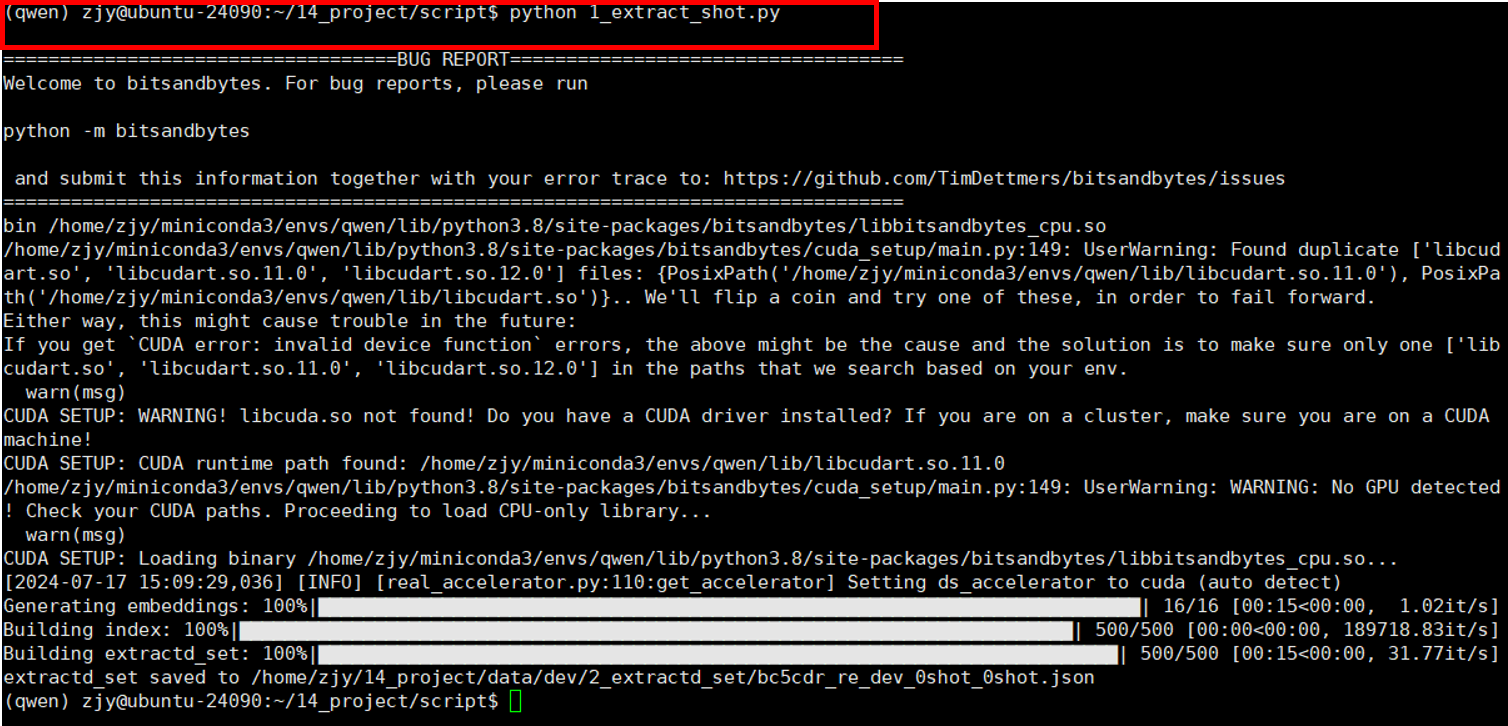 (qwen) zjy@ubuntu-24090:~/14_project/script$ python 1_extract_shot.py
===================================BUG REPORT===================================
Welcome to bitsandbytes. For bug reports, please run
python -m bitsandbytes
 and submit this information together with your error trace to: https://github.com/TimDettmers/bitsandbytes/issues
================================================================================
bin /home/zjy/miniconda3/envs/qwen/lib/python3.8/site-packages/bitsandbytes/libbitsandbytes_cpu.so
/home/zjy/miniconda3/envs/qwen/lib/python3.8/site-packages/bitsandbytes/cuda_setup/main.py:149: UserWarning: Found duplicate ['libcud
art.so', 'libcudart.so.11.0', 'libcudart.so.12.0'] files: {PosixPath('/home/zjy/miniconda3/envs/qwen/lib/libcudart.so.11.0'), PosixPa
th('/home/zjy/miniconda3/envs/qwen/lib/libcudart.so')}.. We'll flip a coin and try one of these, in order to fail forward.
Either way, this might cause trouble in the future:
If you get `CUDA error: invalid device function` errors, the above might be the cause and the solution is to make sure only one ['lib
cudart.so', 'libcudart.so.11.0', 'libcudart.so.12.0'] in the paths that we search based on your env.
  warn(msg)
CUDA SETUP: WARNING! libcuda.so not found! Do you have a CUDA driver installed? If you are on a cluster, make sure you are on a CUDA
machine!
CUDA SETUP: CUDA runtime path found: /home/zjy/miniconda3/envs/qwen/lib/libcudart.so.11.0
/home/zjy/miniconda3/envs/qwen/lib/python3.8/site-packages/bitsandbytes/cuda_setup/main.py:149: UserWarning: WARNING: No GPU detected
! Check your CUDA paths. Proceeding to load CPU-only library...
  warn(msg)
CUDA SETUP: Loading binary /home/zjy/miniconda3/envs/qwen/lib/python3.8/site-packages/bitsandbytes/libbitsandbytes_cpu.so...
[2024-07-17 15:09:29,036] [INFO] [real_accelerator.py:110:get_accelerator] Setting ds_accelerator to cuda (auto detect)
Generating embeddings: 100%|██████████| 16/16 [00:15<00:00,  1.02it/s]
Building index: 100%|██████████| 500/500 [00:00<00:00, 189718.83it/s]
Building extractd_set: 100%|██████████| 500/500 [00:15<00:00, 31.77it/s]
extractd_set saved to /home/zjy/14_project/data/dev/2_extractd_set/bc5cdr_re_dev_0shot_0shot.json
(qwen) zjy@ubuntu-24090:~/14_project/script$